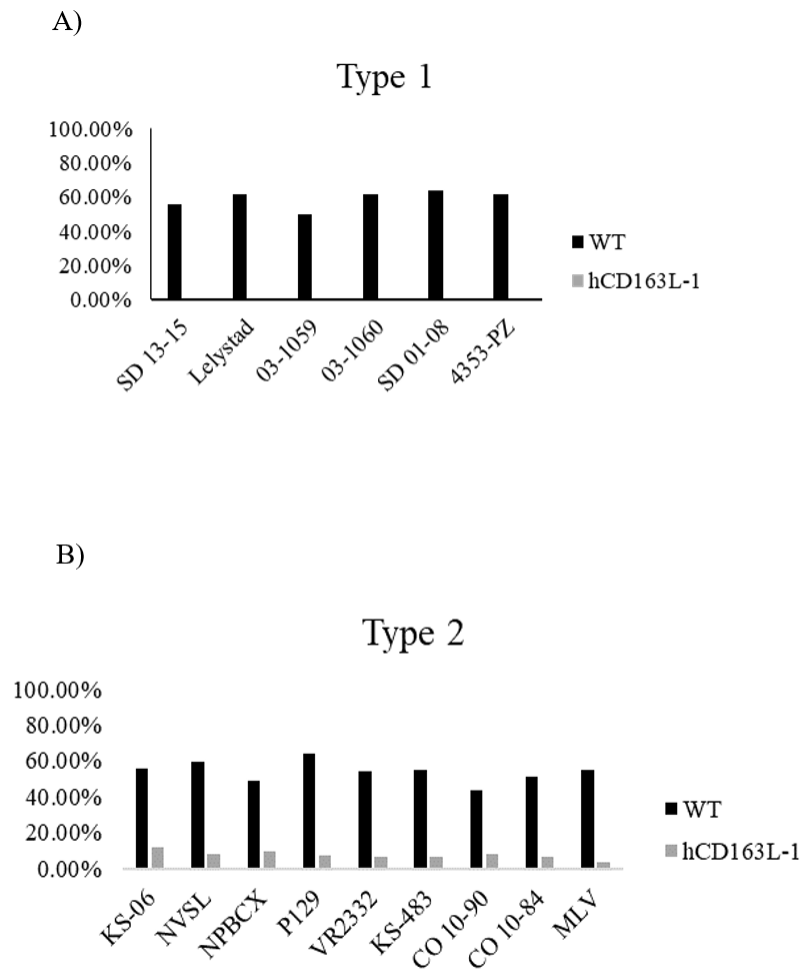 A)
Type 1
100.00%
80.00%
60.00%
40.00%
20.00%
0.00%
SD 13-15
Lelystad
03-1059
03-1060
SD 01-08
4353-PZ
WT
hCD163L-1
B)
Type 2
100.00%
80.00%
60.00%
40.00%
20.00%
0.00%
KS-06
NVSL
NPBCX
P129
VR2332
KS-483
CO 10-90
CO 10-84
MLV
WT
hCD163L-1